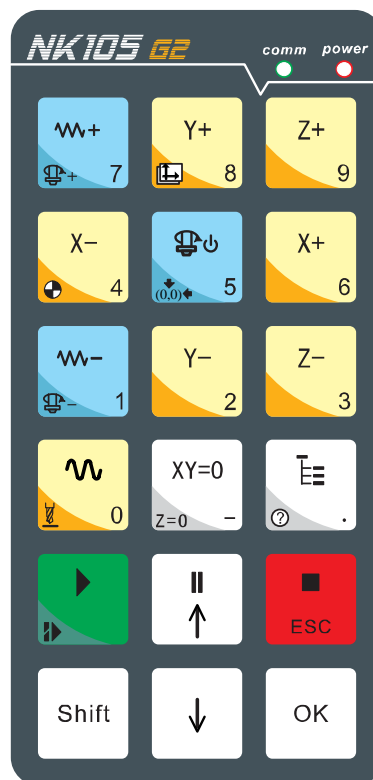 NK105 G2
comm power
+ Y+ Z+
+ 7 8 9
X- X+
4 (0,0) 5 6
- Y- Z-
- 1 2 3
XY=0
0 Z=0 - ? .
ESC
Shift OK